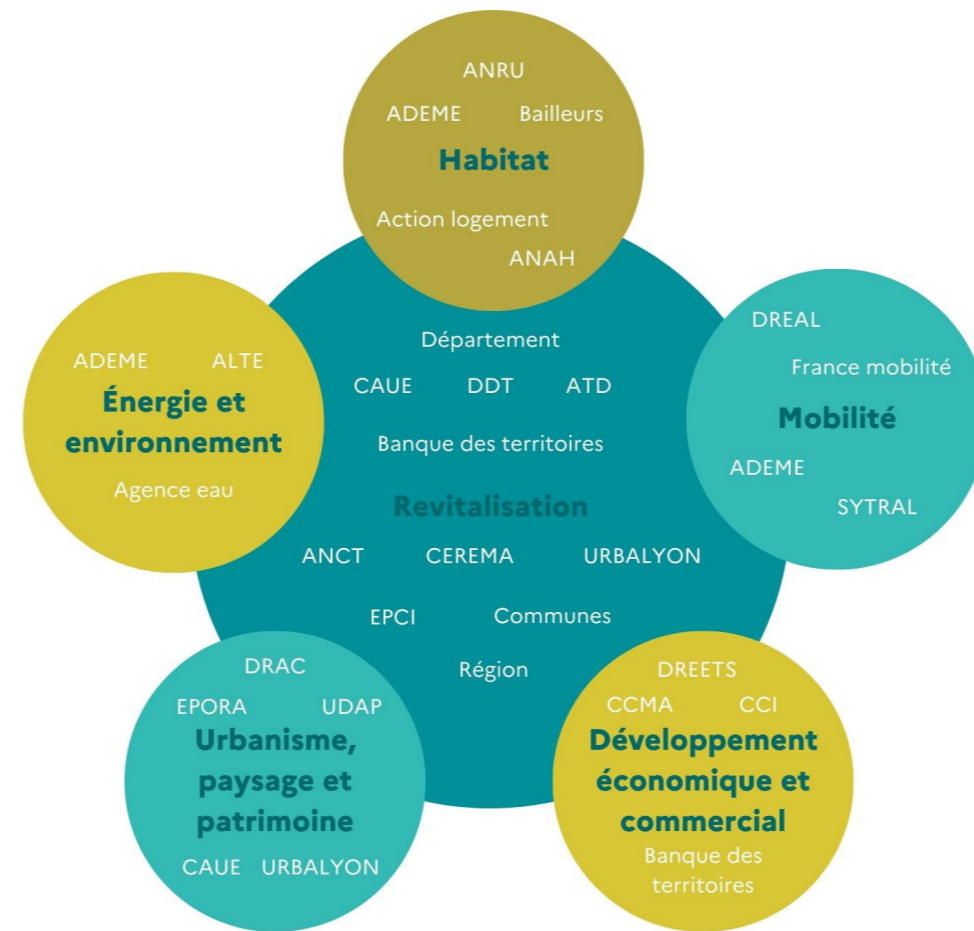 ANRU
ADEME Bailleurs
Habitat
Action logement
ANAH
ADEME ALTE
Énergie et
environnement
Agence eau
Département
CAUE DDT ATD
Banque des territoires
Revitalisation
ANCT CEREMA URBALYON
EPCI Communes
Région
DREAL
France mobilité
Mobilité
ADEME
SYTRAL
DRAC
EPORA UDAP
Urbanisme,
paysage et
patrimoine
CAUE URBALYON
DREETS
CCMA CCI
Développement
économique et
commercial
Banque des
territoires